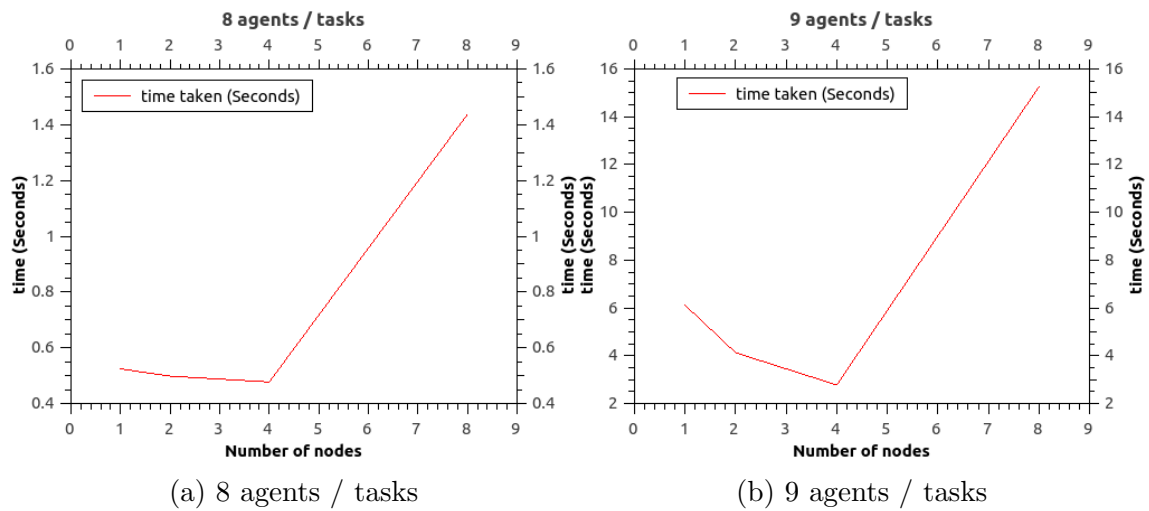 8 agents / tasks
0 1 2 3 4 5 6 7 8 9
1.6 1.6
time taken (Seconds)
1.4 1.4
1.2 1.2
1 1
0.8 0.8
0.6 0.6
0.4 0.4
time (Seconds)
time (Seconds)
0 1 2 3 4 5 6 7 8 9
Number of nodes
(a) 8 agents / tasks
9 agents / tasks
0 1 2 3 4 5 6 7 8 9
16 16
time taken (Seconds)
14 14
12 12
10 10
8 8
6 6
4 4
2 2
time (Seconds)
time (Seconds)
0 1 2 3 4 5 6 7 8 9
Number of nodes
(b) 9 agents / tasks